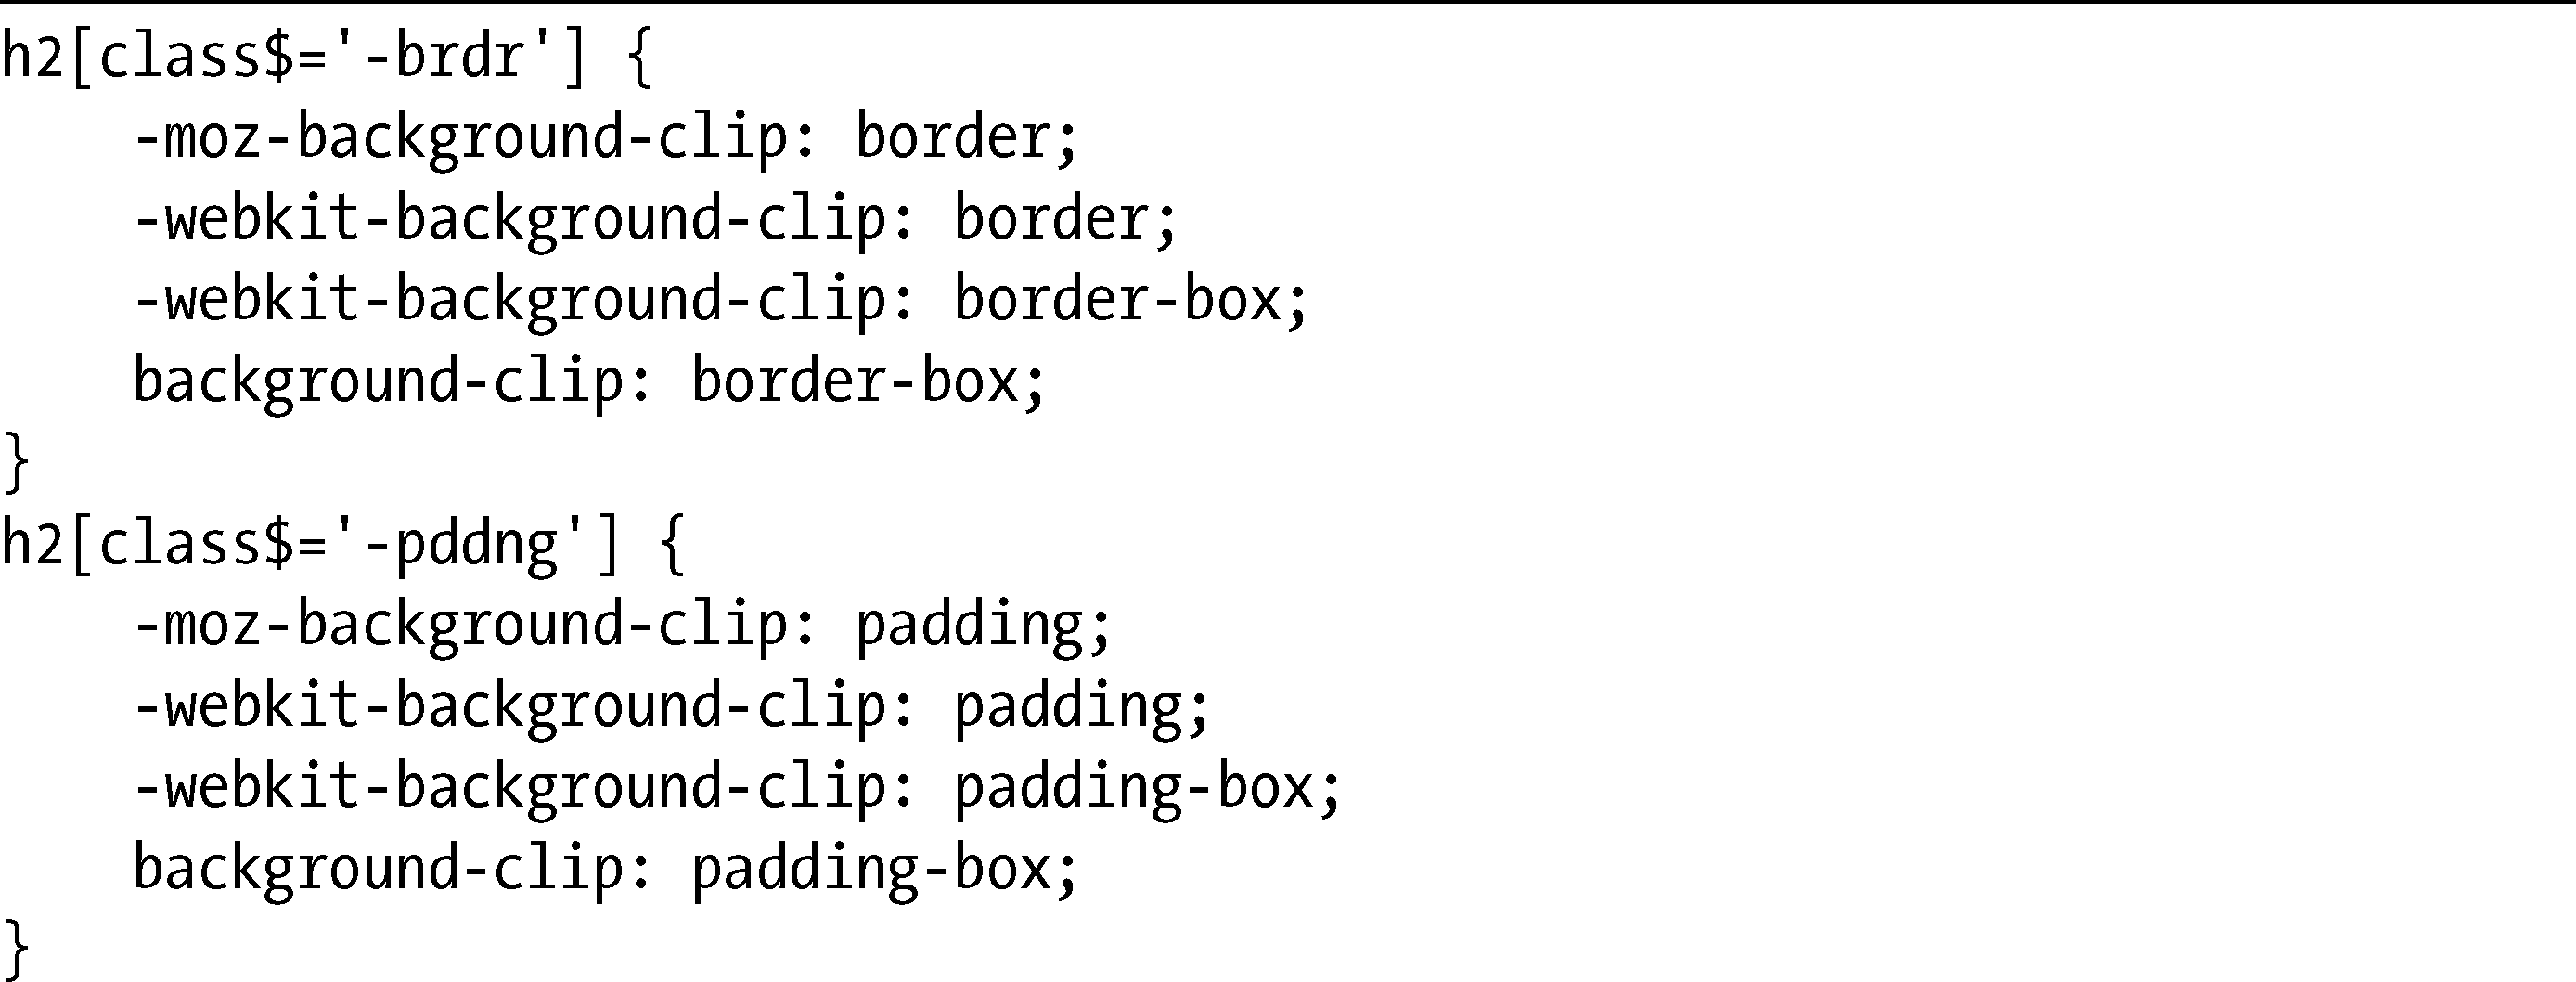 h2[class$='-brdr'] {
    -moz-background-clip: border;
    -webkit-background-clip: border;
    -webkit-background-clip: border-box;
    background-clip: border-box;
}
h2[class$='-pddng'] {
    -moz-background-clip: padding;
    -webkit-background-clip: padding;
    -webkit-background-clip: padding-box;
    background-clip: padding-box;
}